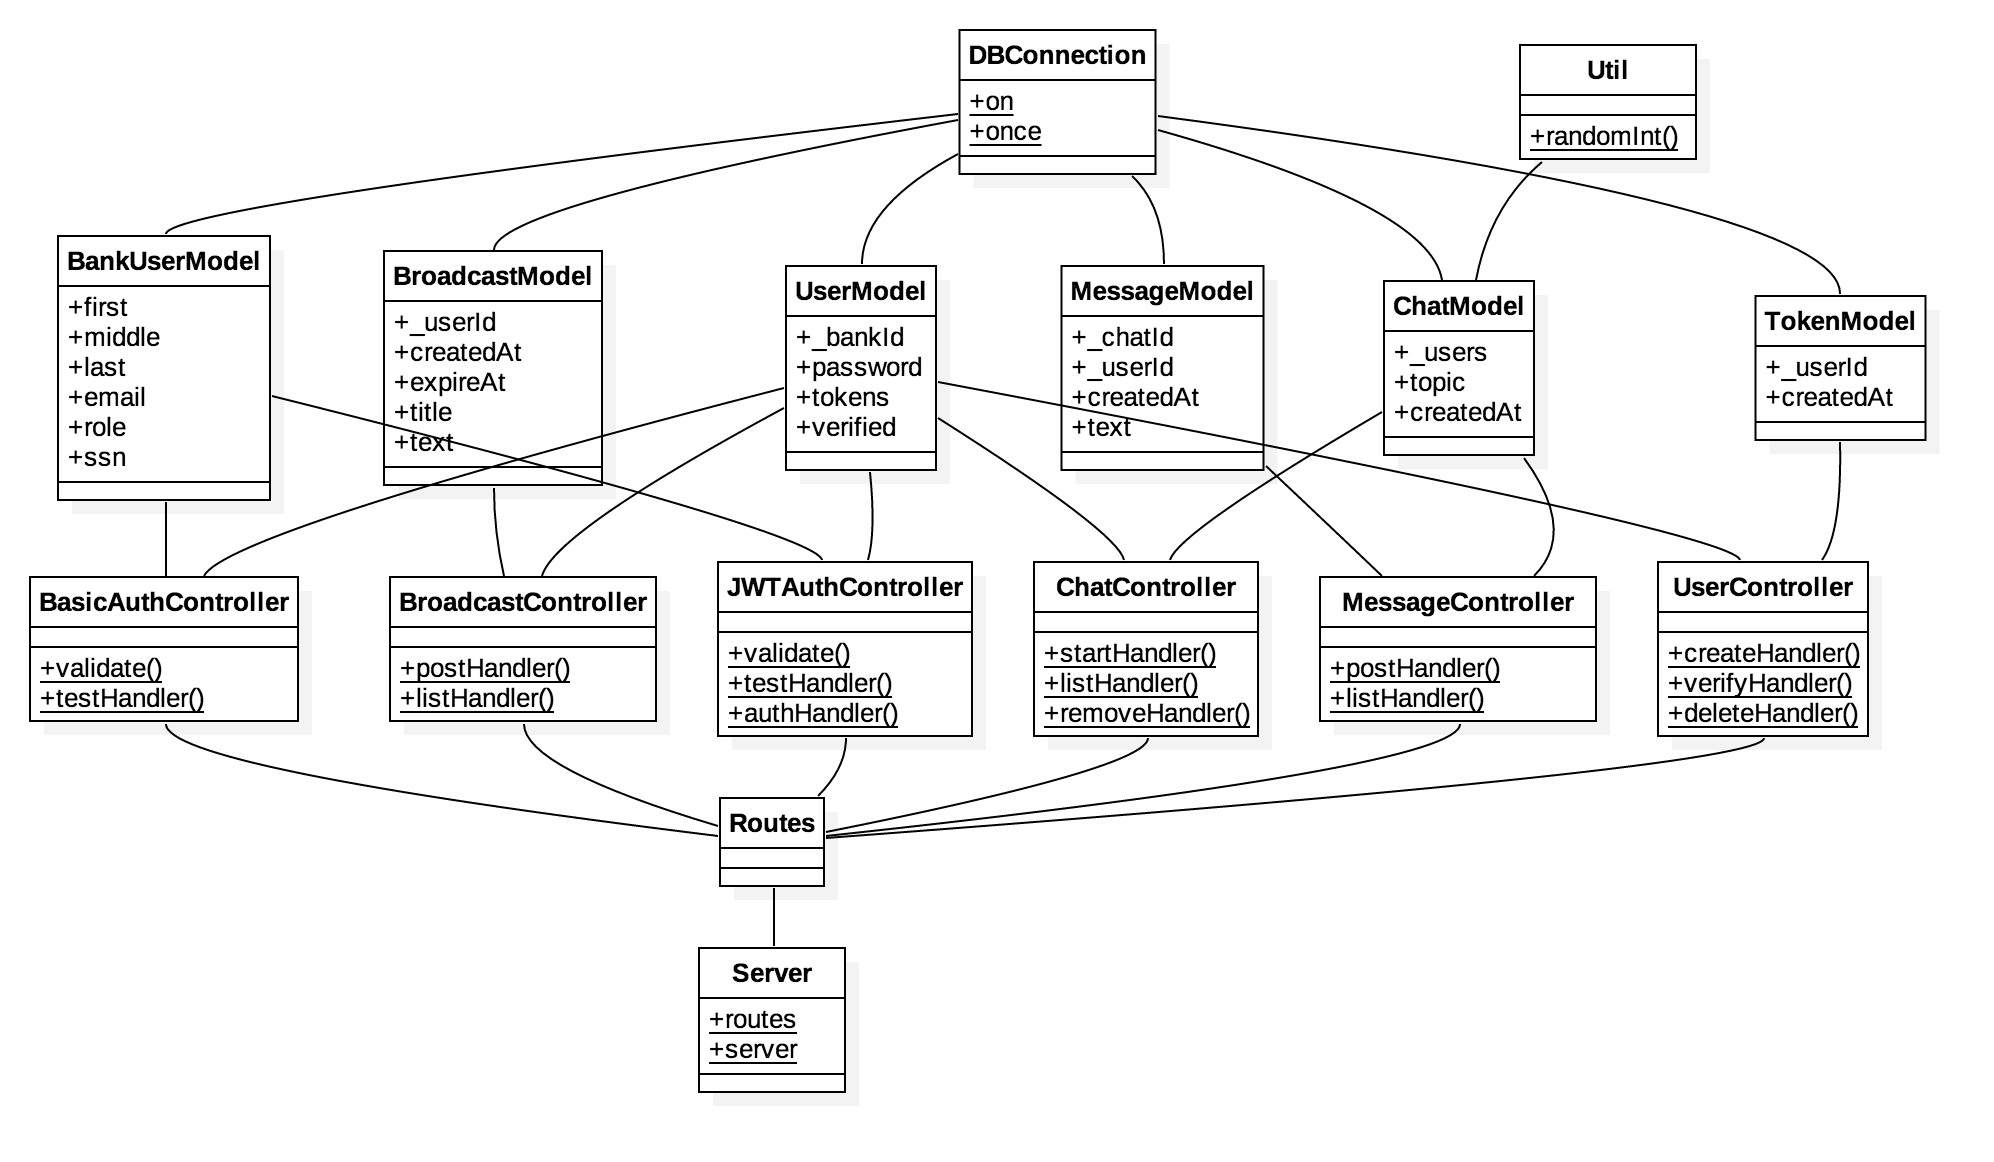 DBConnection
+on
+once
Util
+randomInt()
BankUserModel
+first
+middle
+last
+email
+role
+ssn
BroadcastModel
+_userId
+createdAt
+expireAt
+title
+text
UserModel
+_bankId
+password
+tokens
+verified
MessageModel
+_chatId
+_userId
+createdAt
+text
ChatModel
+_users
+topic
+createdAt
TokenModel
+_userId
+createdAt
BasicAuthController
+validate()
+testHandler()
BroadcastController
+postHandler()
+listHandler()
JWTAuthController
+validate()
+testHandler()
+authHandler()
ChatController
+startHandler()
+listHandler()
+removeHandler()
MessageController
+postHandler()
+listHandler()
UserController
+createHandler()
+verifyHandler()
+deleteHandler()
Routes
Server
+routes
+server